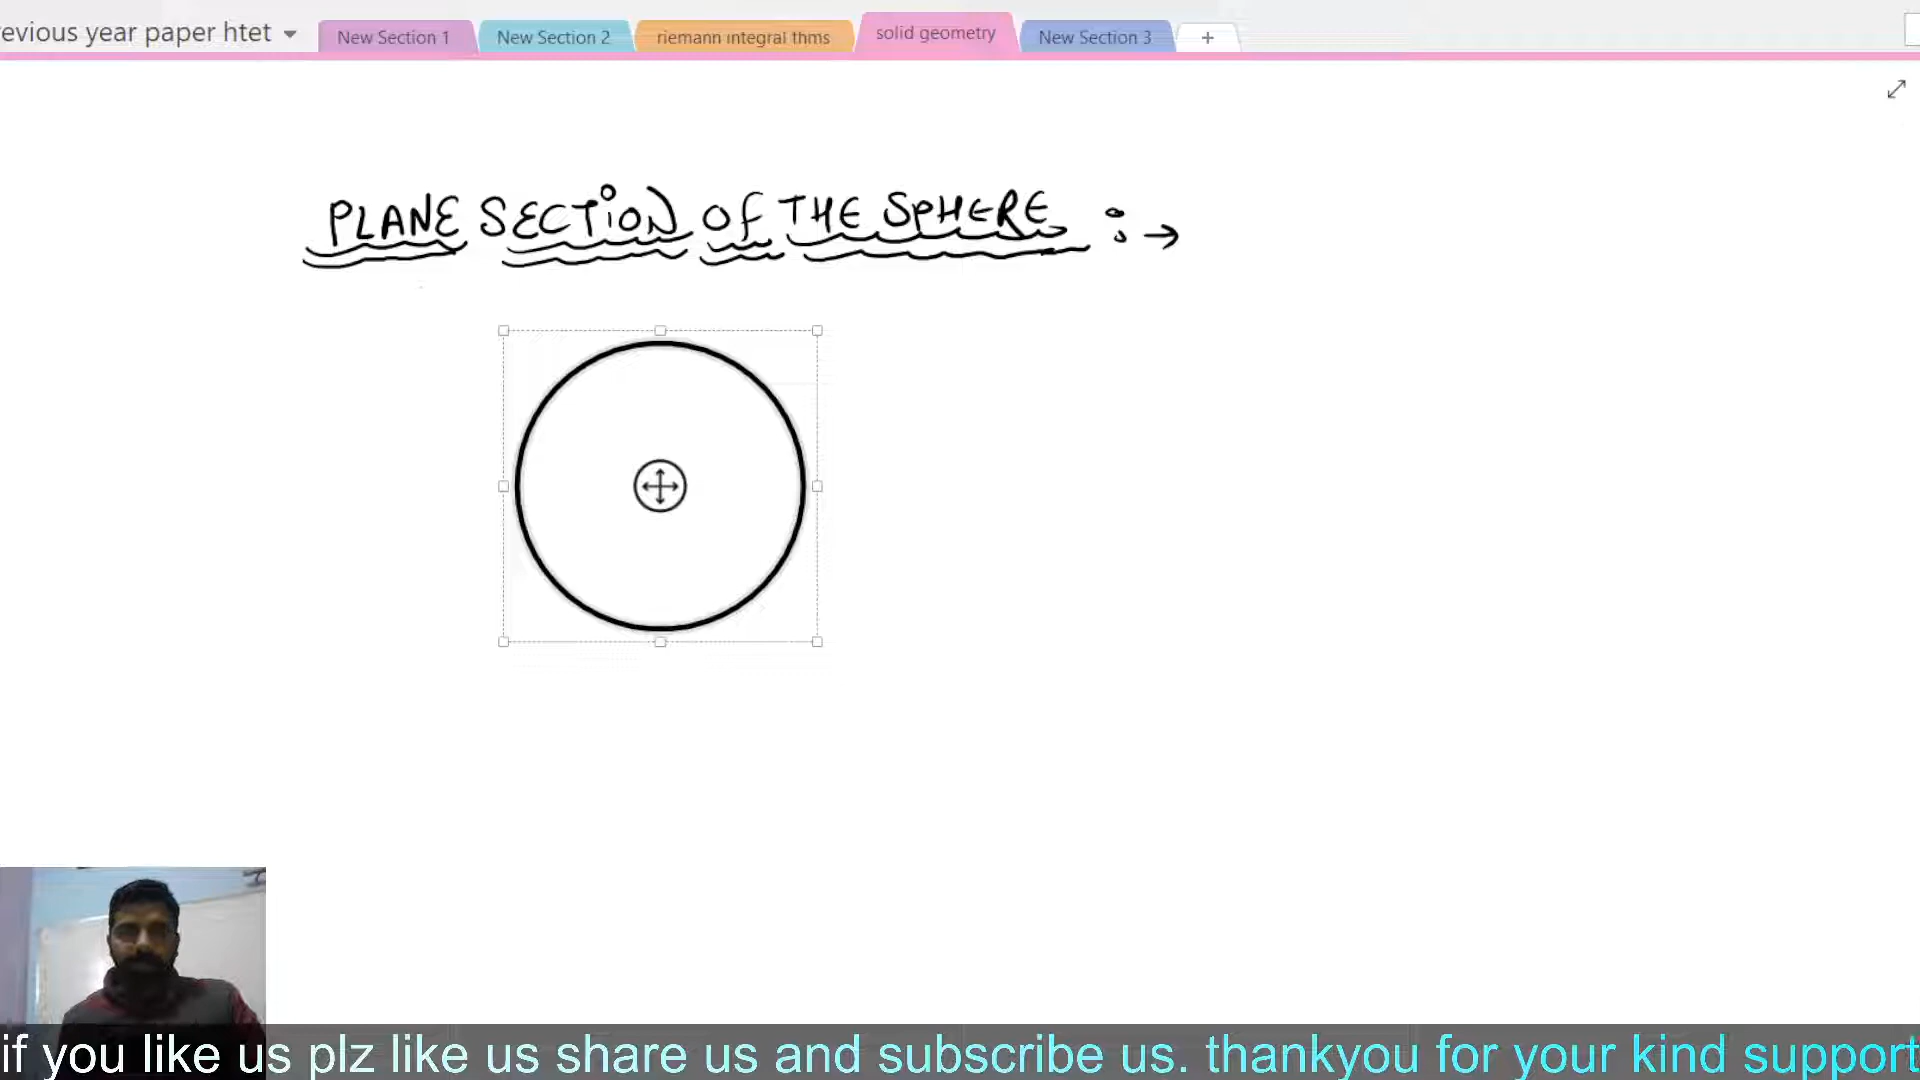 evious year paper htet New Section 1 New Section 2 riemann integral thms solid geometry New Section 3 +
PLANE SECTION OF THE SPHERE :→
if you like us plz like us share us and subscribe us. thankyou for your kind support